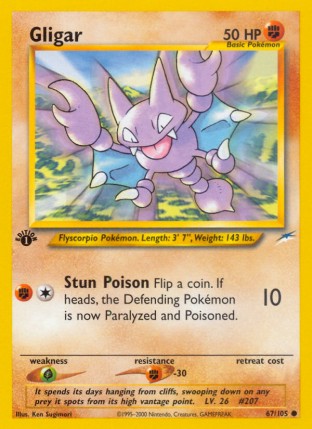 Gligar
50 HP
Basic Pokémon
EDITION
1
Flyscorpio Pokémon. Length: 3' 7", Weight: 143 lbs.
Stun Poison Flip a coin. If
heads, the Defending Pokémon
is now Paralyzed and Poisoned.
10
weakness
resistance
retreat cost
-30
It spends its days hanging from cliffs, swooping down on any
prey it spots from its high vantage point. LV. 26 #207
Illus. Ken Sugimori
©1995-2000 Nintendo, Creatures, GAMEFREAK.
67/105